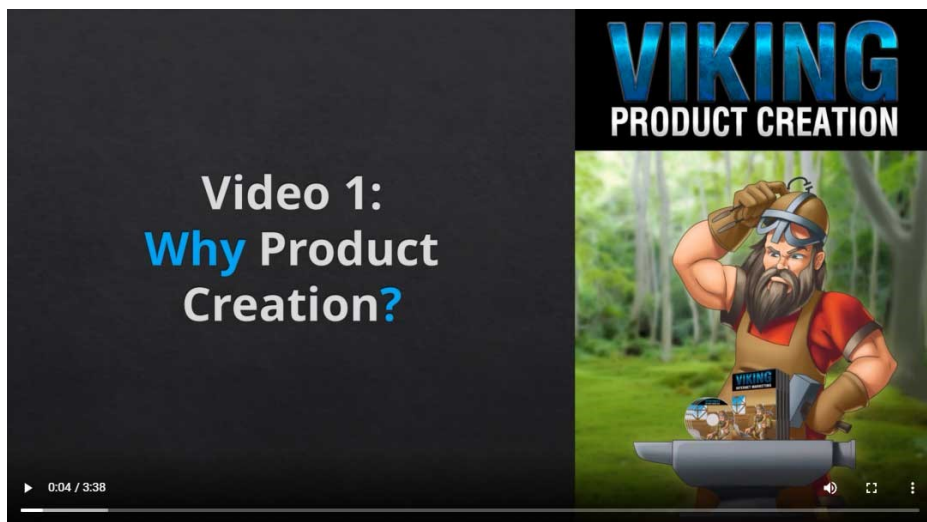 Video 1:
Why Product
Creation?
VIKING
PRODUCT CREATION
VIKING
0:04 / 3:38